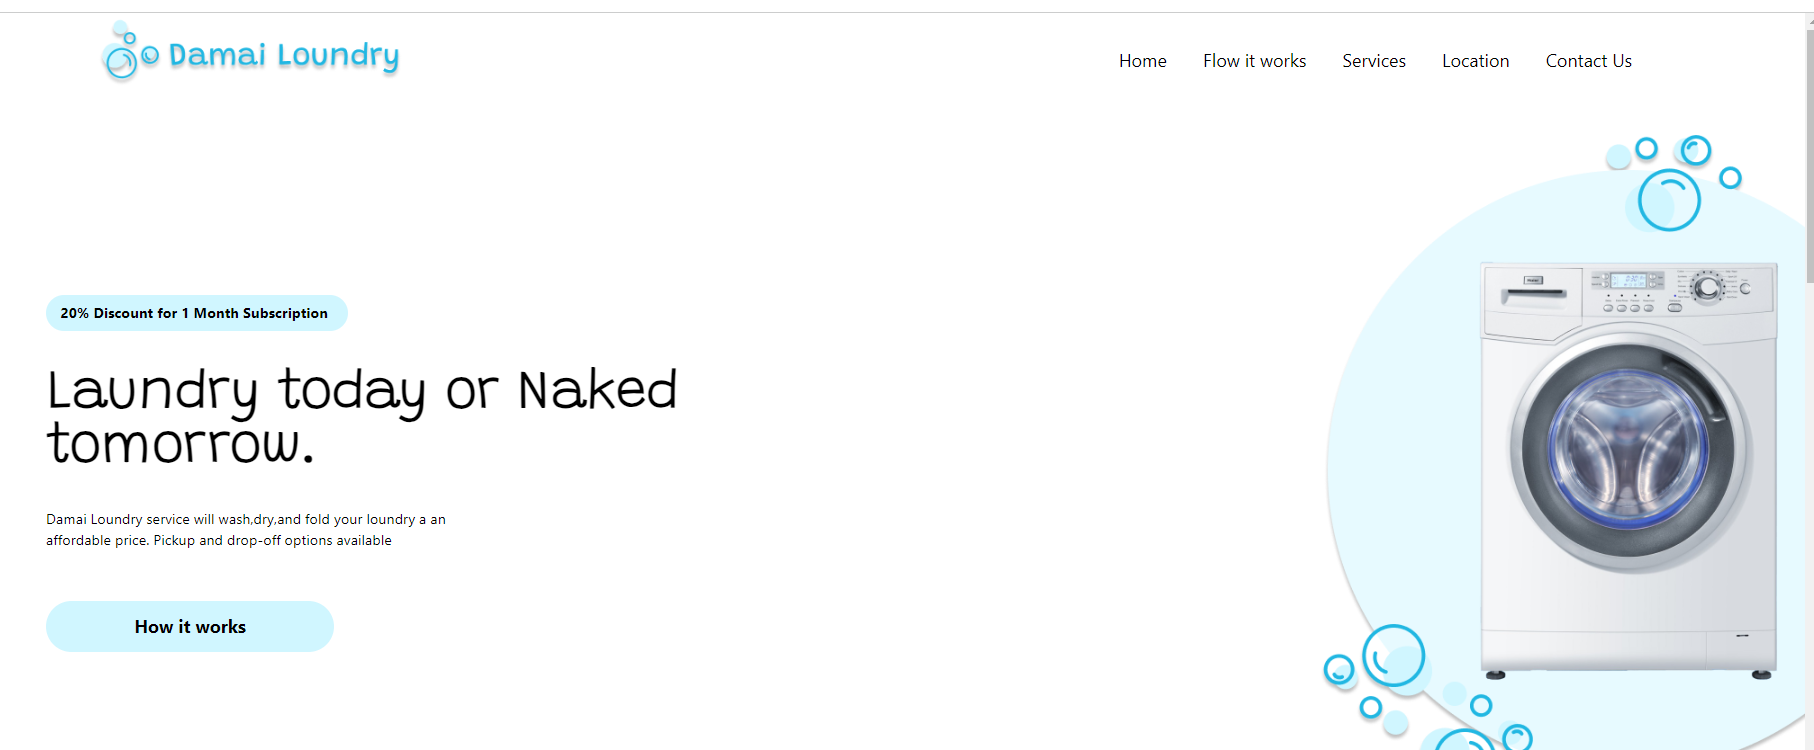 Damai Loundry
Home Flow it works Services Location Contact Us
20% Discount for 1 Month Subscription
Laundry today or Naked
tomorrow.
Damai Loundry service will wash,dry,and fold your loundry a an
affordable price. Pickup and drop-off options available
How it works